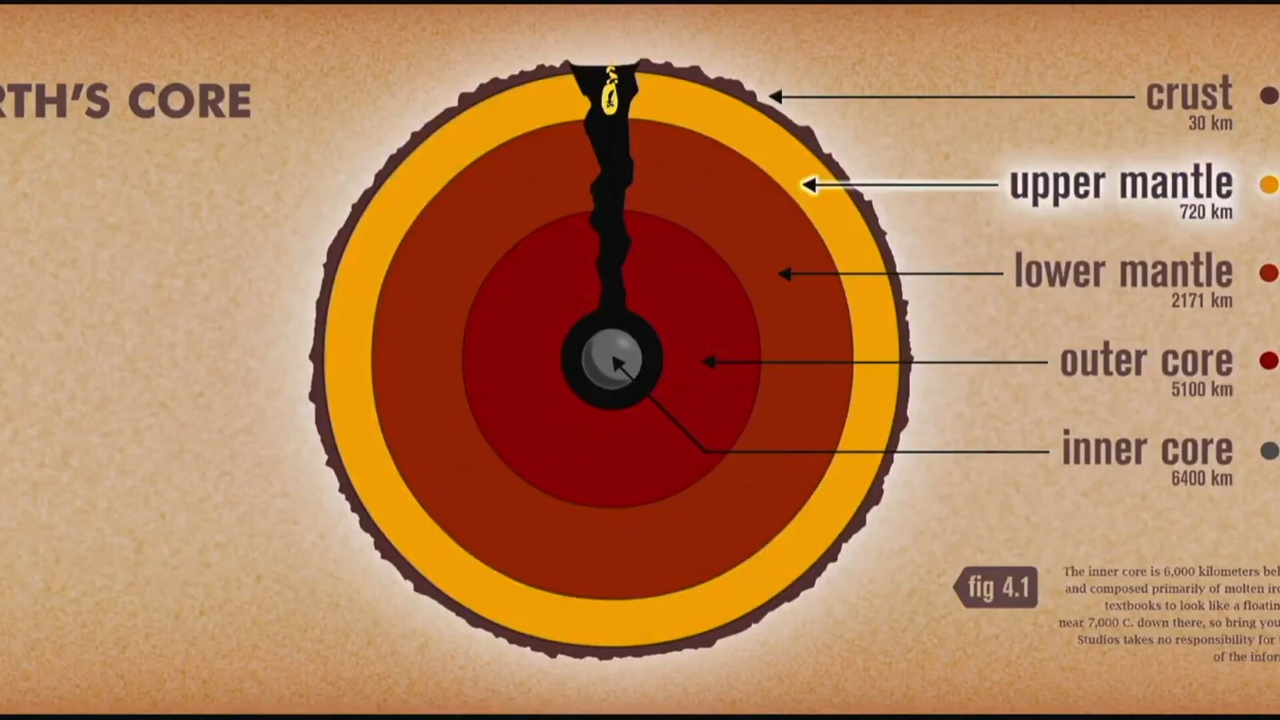 RTH'S CORE
crust
30 km
upper mantle
720 km
lower mantle
2171 km
outer core
5100 km
inner core
6400 km
fig 4.1
The inner core is 6,000 kilometers bel
and composed primarily of molten iro
textbooks to look like a floatin
near 7,000 C. down there, so bring you
Studios takes no responsibility for
of the infor